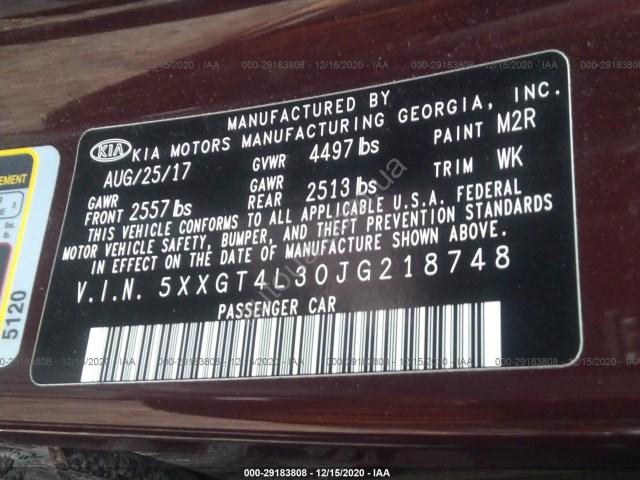 000-29183808 - 12/15/2020 - IAA
MANUFACTURED BY
KIA KIA MOTORS MANUFACTURING GEORGIA, INC.
AUG/25/17 GVWR 4497 lbs PAINT M2R
GAWR FRONT 2557 lbs GAWR REAR 2513 lbs TRIM WK
THIS VEHICLE CONFORMS TO ALL APPLICABLE U.S.A. FEDERAL
MOTOR VEHICLE SAFETY, BUMPER, AND THEFT PREVENTION STANDARDS
IN EFFECT ON THE DATE OF MANUFACTURE SHOWN ABOVE.
V.I.N. 5XXGT4L30JG218748
PASSENGER CAR
5120
000-29183808 - 12/15/2020 - IAA